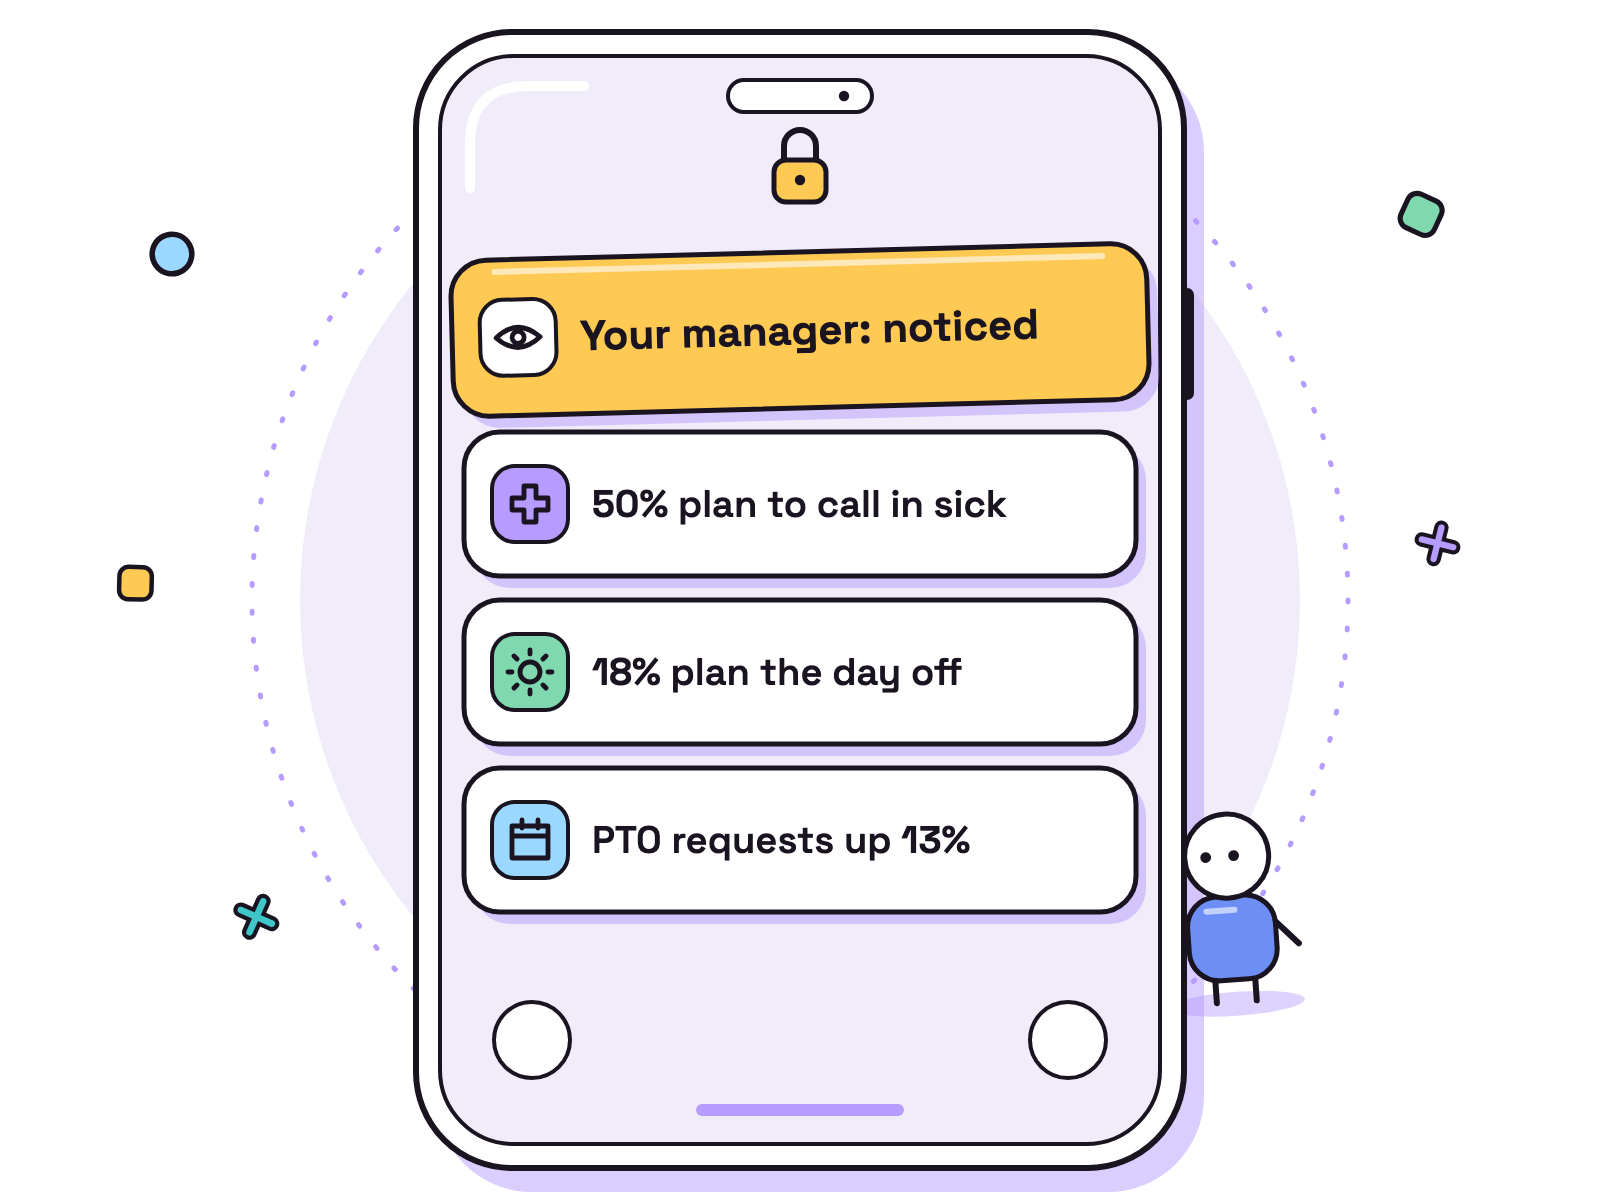 Your manager: noticed
50% plan to call in sick
18% plan the day off
PTO requests up 13%